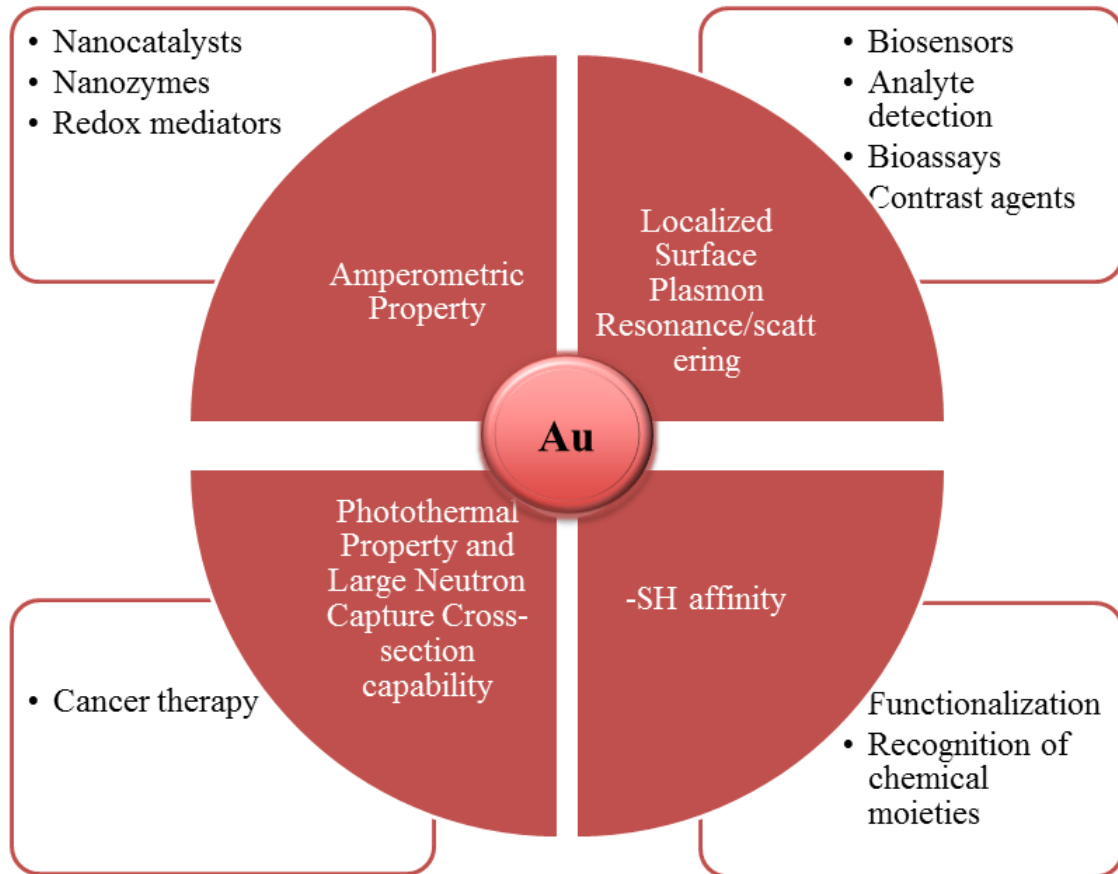 • Nanocatalysts
• Nanozymes
• Redox mediators
• Biosensors
• Analyte
detection
• Bioassays
Contrast agents
Amperometric
Property
Localized
Surface
Plasmon
Resonance/scatt
ering
Au
Photothermal
Property and
Large Neutron
Capture Cross-
section
capability
-SH affinity
• Cancer therapy
Functionalization
• Recognition of
chemical
moieties